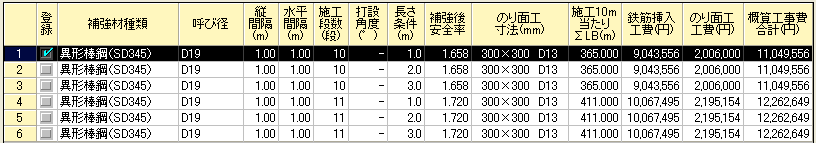 登録 補強材種類 呼び径 縦間隔(m) 水平間隔(m) 施工段数(段) 打設角度(°) 長さ条件(m) 補強後安全率 のり面工寸法(mm) 施工10m当たりΣLB(m) 鉄筋挿入工費(円) のり面工工費(円) 概算工事費合計(円)
1 異形棒鋼(SD345) D19 1.00 1.00 10 - 1.0 1.658 300×300 D13 365.000 9,043,556 2,006,000 11,049,556
2 異形棒鋼(SD345) D19 1.00 1.00 10 - 2.0 1.658 300×300 D13 365.000 9,043,556 2,006,000 11,049,556
3 異形棒鋼(SD345) D19 1.00 1.00 10 - 3.0 1.658 300×300 D13 365.000 9,043,556 2,006,000 11,049,556
4 異形棒鋼(SD345) D19 1.00 1.00 11 - 1.0 1.720 300×300 D13 411.000 10,067,495 2,195,154 12,262,649
5 異形棒鋼(SD345) D19 1.00 1.00 11 - 2.0 1.720 300×300 D13 411.000 10,067,495 2,195,154 12,262,649
6 異形棒鋼(SD345) D19 1.00 1.00 11 - 3.0 1.720 300×300 D13 411.000 10,067,495 2,195,154 12,262,649